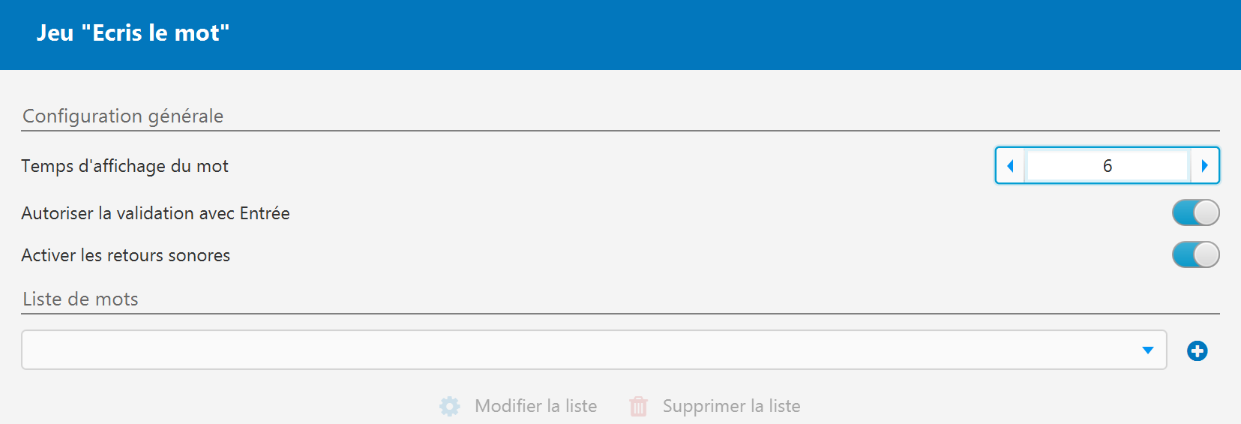 Jeu "Ecris le mot"
Configuration générale
Temps d'affichage du mot
6
Autoriser la validation avec Entrée
Activer les retours sonores
Liste de mots
Modifier la liste
Supprimer la liste